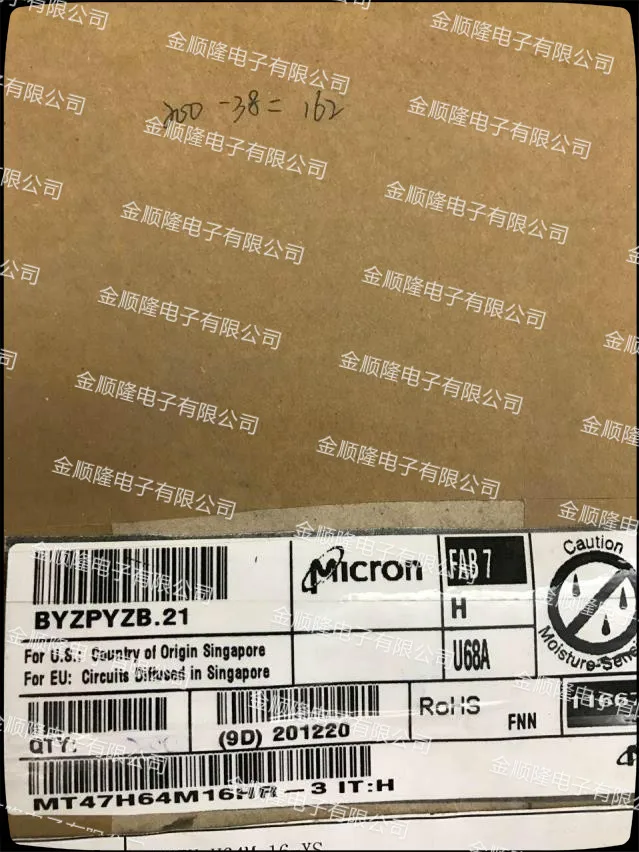 金顺隆电子有限公司
200 - 38 = 162
BYZPYZB.21
Micron
FAB 7
H
U68A
Caution
Moisture-Sens
For U.S.: Country of Origin Singapore
For EU: Circuits Diffused in Singapore
QTY:
(9D) 201220
RoHS
FNN
MT47H64M16HR-3 IT:H